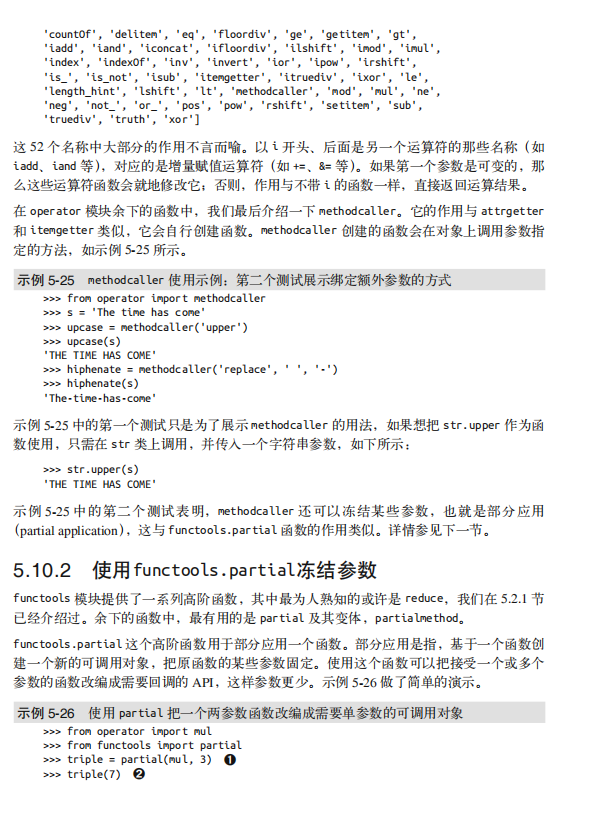 'countOf', 'delitem', 'eq', 'floordiv', 'ge', 'getitem', 'gt',
'iadd', 'iand', 'iconcat', 'ifloordiv', 'ilshift', 'imod', 'imul',
'index', 'indexOf', 'inv', 'invert', 'ior', 'ipow', 'irshift',
'is_', 'is_not', 'isub', 'itemgetter', 'itruediv', 'ixor', 'le',
'length_hint', 'lshift', 'lt', 'methodcaller', 'mod', 'mul', 'ne',
'neg', 'not_', 'or_', 'pos', 'pow', 'rshift', 'setitem', 'sub',
'truediv', 'truth', 'xor']
这 52 个名称中大部分的作用不言而喻。以 i 开头、后面是另一个运算符的那些名称（如
iadd、iand 等），对应的是增量赋值运算符（如 +=、&= 等）。如果第一个参数是可变的，那
么这些运算符函数会就地修改它；否则，作用与不带 i 的函数一样，直接返回运算结果。
在 operator 模块余下的函数中，我们最后介绍一下 methodcaller。它的作用与 attrgetter
和 itemgetter 类似，它会自行创建函数。methodcaller 创建的函数会在对象上调用参数指
定的方法，如示例 5-25 所示。
示例 5-25 methodcaller 使用示例：第二个测试展示绑定额外参数的方式
>>> from operator import methodcaller
>>> s = 'The time has come'
>>> upcase = methodcaller('upper')
>>> upcase(s)
'THE TIME HAS COME'
>>> hiphenate = methodcaller('replace', ' ', '-')
>>> hiphenate(s)
'The-time-has-come'
示例 5-25 中的第一个测试只是为了展示 methodcaller 的用法，如果想把 str.upper 作为函
数使用，只需在 str 类上调用，并传入一个字符串参数，如下所示：
>>> str.upper(s)
'THE TIME HAS COME'
示例 5-25 中的第二个测试表明，methodcaller 还可以冻结某些参数，也就是部分应用
（partial application），这与 functools.partial 函数的作用类似。详情参见下一节。
5.10.2 使用functools.partial冻结参数
functools 模块提供了一系列高阶函数，其中最为人熟知的或许是 reduce，我们在 5.2.1 节
已经介绍过。余下的函数中，最有用的是 partial 及其变体，partialmethod。
functools.partial 这个高阶函数用于部分应用一个函数。部分应用是指，基于一个函数创
建一个新的可调用对象，把原函数的某些参数固定。使用这个函数可以把接受一个或多个
参数的函数改编成需要回调的 API，这样参数更少。示例 5-26 做了简单的演示。
示例 5-26 使用 partial 把一个两参数函数改编成需要单参数的可调用对象
>>> from operator import mul
>>> from functools import partial
>>> triple = partial(mul, 3) ❶
>>> triple(7) ❷